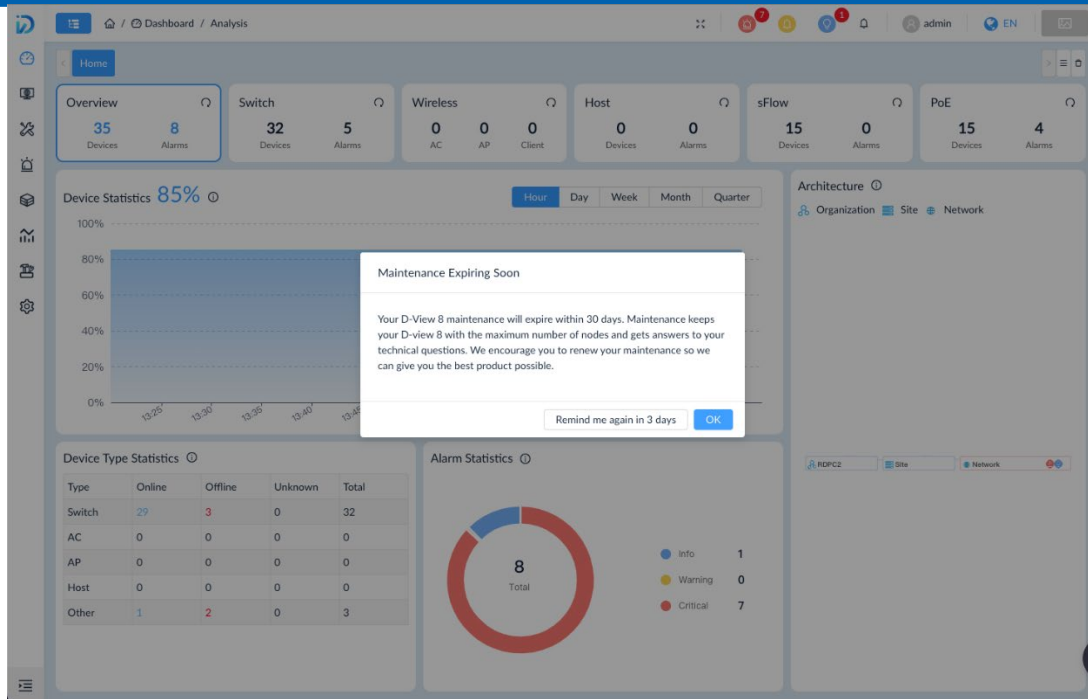 / Dashboard / Analysis
7
1
admin
EN
Home
Overview
35
8
Devices
Alarms
Switch
32
5
Devices
Alarms
Wireless
0
0
0
AC
AP
Client
Host
0
0
Devices
Alarms
sFlow
15
0
Devices
Alarms
PoE
15
4
Devices
Alarms
Device Statistics 85%
Hour Day Week Month Quarter
100%
80%
60%
40%
20%
0%
13:25 13:30 13:35 13:40 13:45
Architecture
Organization Site Network
RDPC2 Site Network
Maintenance Expiring Soon
Your D-View 8 maintenance will expire within 30 days. Maintenance keeps
your D-view 8 with the maximum number of nodes and gets answers to your
technical questions. We encourage you to renew your maintenance so we
can give you the best product possible.
Remind me again in 3 days OK
Device Type Statistics
Type Online Offline Unknown Total
Switch 29 3 0 32
AC 0 0 0 0
AP 0 0 0 0
Host 0 0 0 0
Other 1 2 0 3
Alarm Statistics
8
Total
Info 1
Warning 0
Critical 7